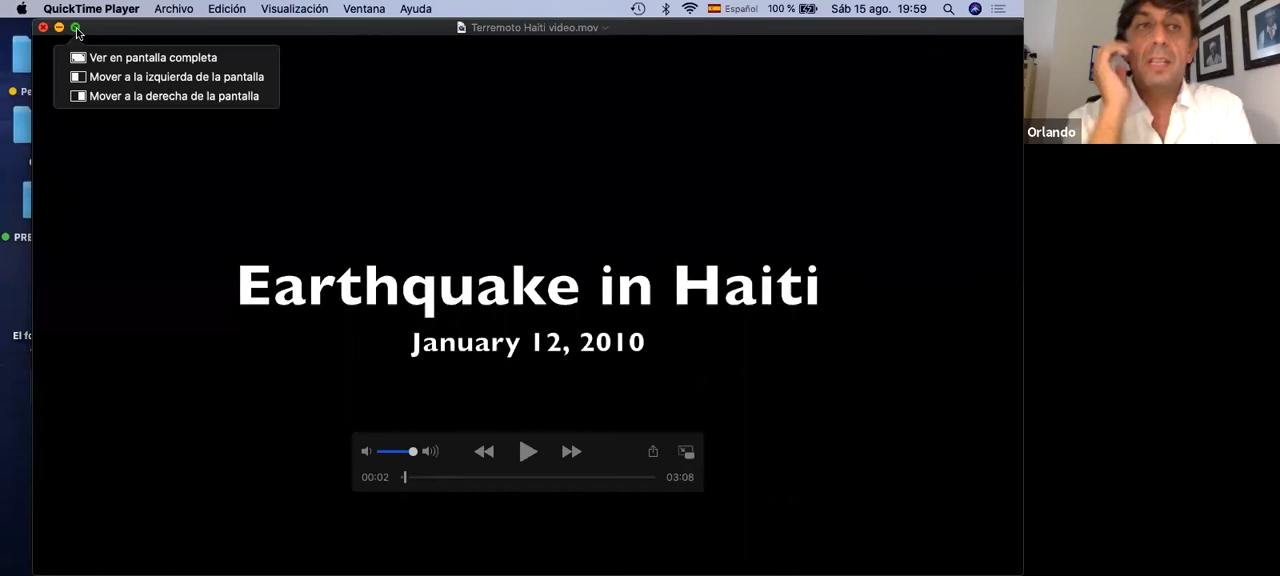 QuickTime Player Archivo Edición Visualización Ventana Ayuda Español 100 % Sáb 15 ago. 19:59
Terremoto Haiti video.mov
Ver en pantalla completa
Mover a la izquierda de la pantalla
Mover a la derecha de la pantalla
Orlando
PRE
Earthquake in Haiti
El fo
January 12, 2010
00:02 03:08